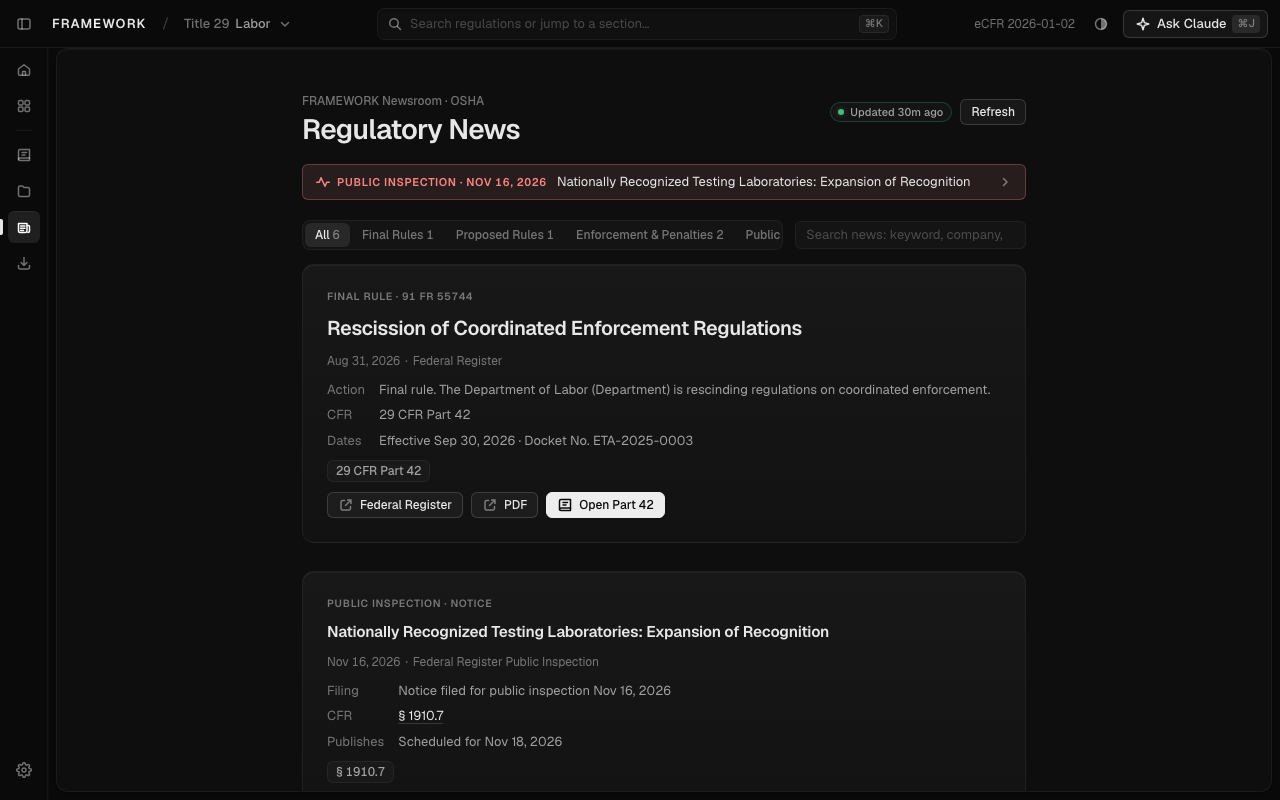 FRAMEWORK / Title 29 Labor
Search regulations or jump to a section… ⌘K
eCFR 2026-01-02
Ask Claude ⌘J
FRAMEWORK Newsroom · OSHA
Regulatory News
Updated 30m ago
Refresh
PUBLIC INSPECTION · NOV 16, 2026 Nationally Recognized Testing Laboratories: Expansion of Recognition
All 6 Final Rules 1 Proposed Rules 1 Enforcement & Penalties 2 Public
Search news: keyword, company,
FINAL RULE · 91 FR 55744
Rescission of Coordinated Enforcement Regulations
Aug 31, 2026 · Federal Register
Action Final rule. The Department of Labor (Department) is rescinding regulations on coordinated enforcement.
CFR 29 CFR Part 42
Dates Effective Sep 30, 2026 · Docket No. ETA-2025-0003
29 CFR Part 42
Federal Register PDF Open Part 42
PUBLIC INSPECTION · NOTICE
Nationally Recognized Testing Laboratories: Expansion of Recognition
Nov 16, 2026 · Federal Register Public Inspection
Filing Notice filed for public inspection Nov 16, 2026
CFR § 1910.7
Publishes Scheduled for Nov 18, 2026
§ 1910.7